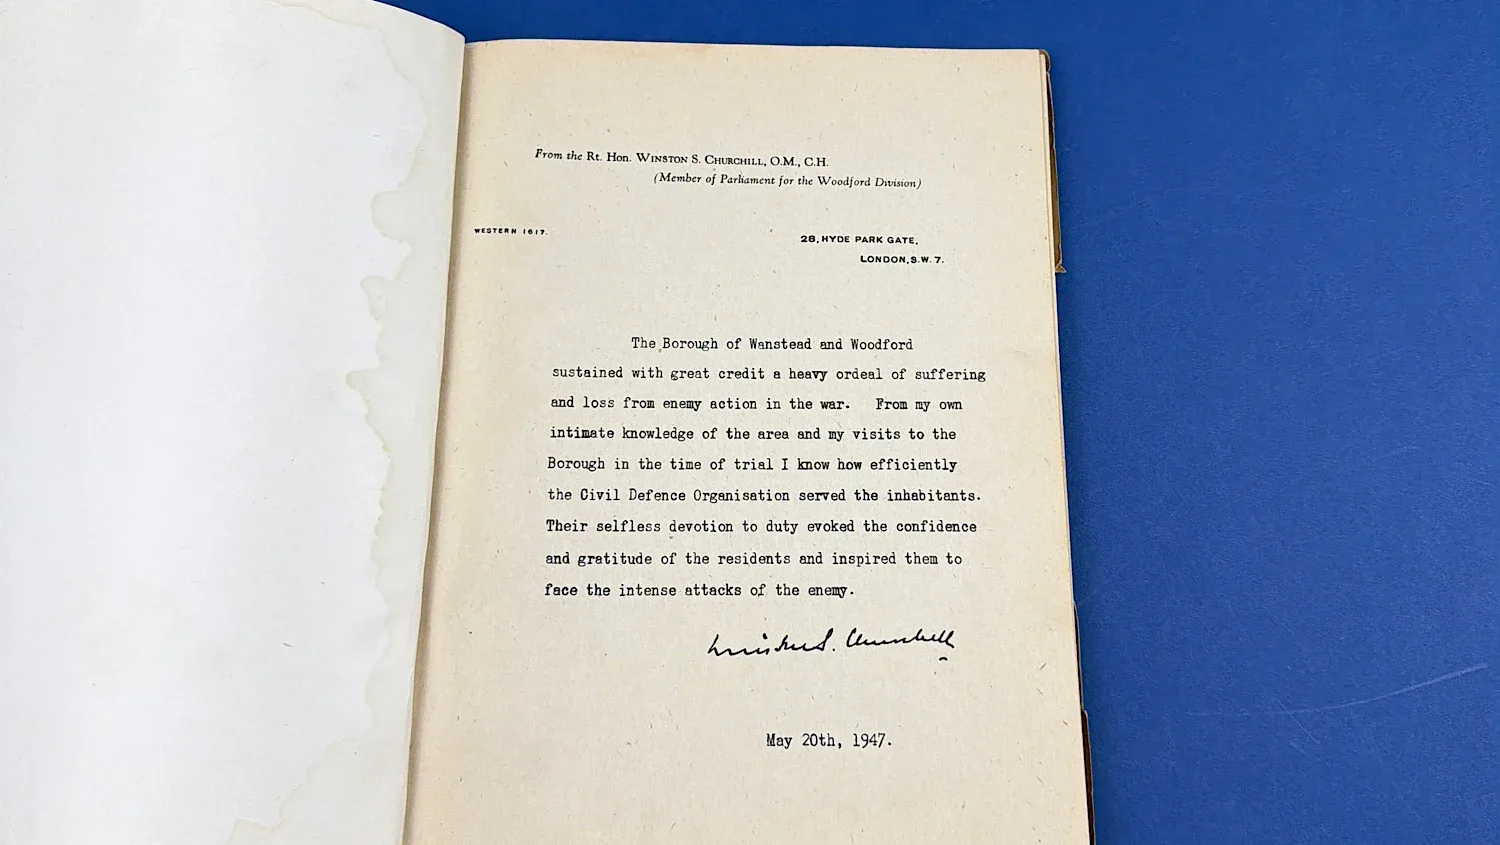 From the Rt. Hon. WINSTON S. CHURCHILL, O.M., C.H.
(Member of Parliament for the Woodford Division)
WESTERN 1617.
28, HYDE PARK GATE,
LONDON, S.W. 7.
The Borough of Wanstead and Woodford
sustained with great credit a heavy ordeal of suffering
and loss from enemy action in the war. From my own
intimate knowledge of the area and my visits to the
Borough in the time of trial I know how efficiently
the Civil Defence Organisation served the inhabitants.
Their selfless devotion to duty evoked the confidence
and gratitude of the residents and inspired them to
face the intense attacks of the enemy.
Winston S. Churchill
May 20th, 1947.